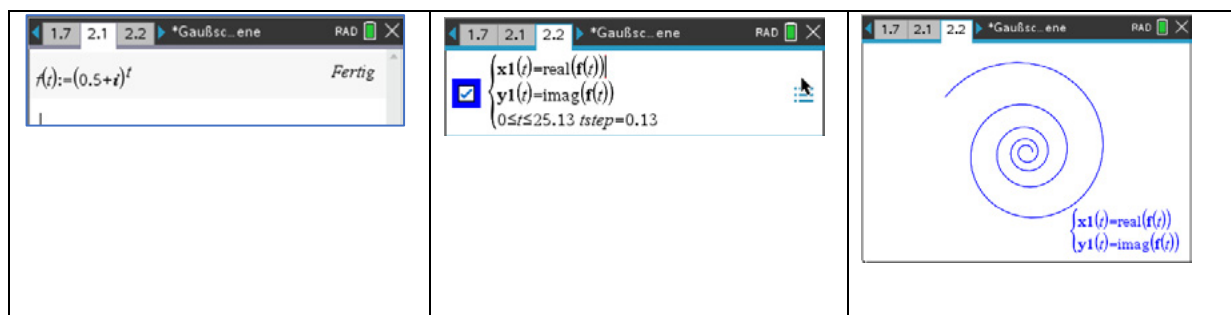 1.7 2.1 2.2 *Gaußsc...ene RAD
f(t):=(0.5+i)^t Fertig
1.7 2.1 2.2 *Gaußsc...ene RAD
x1(t)=real(f(t))
y1(t)=imag(f(t))
0≤t≤25.13 tstep=0.13
1.7 2.1 2.2 *Gaußsc...ene RAD
x1(t)=real(f(t))
y1(t)=imag(f(t))